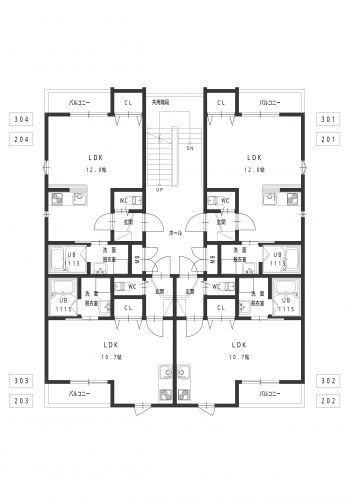 バルコニー
CL
共用階段
CL
バルコニー
304
204
301
201
DN
LDK
12.0帖
LDK
12.0帖
UP
WC
WC
玄関
玄関
ホール
洗面
脱衣室
洗面
脱衣室
UB
1115
UB
1115
MB
MB
UB
1115
洗面
脱衣室
WC
玄関
玄関
WC
洗面
脱衣室
UB
1115
CL
CL
LDK
10.7帖
LDK
10.7帖
303
203
302
202
バルコニー
バルコニー